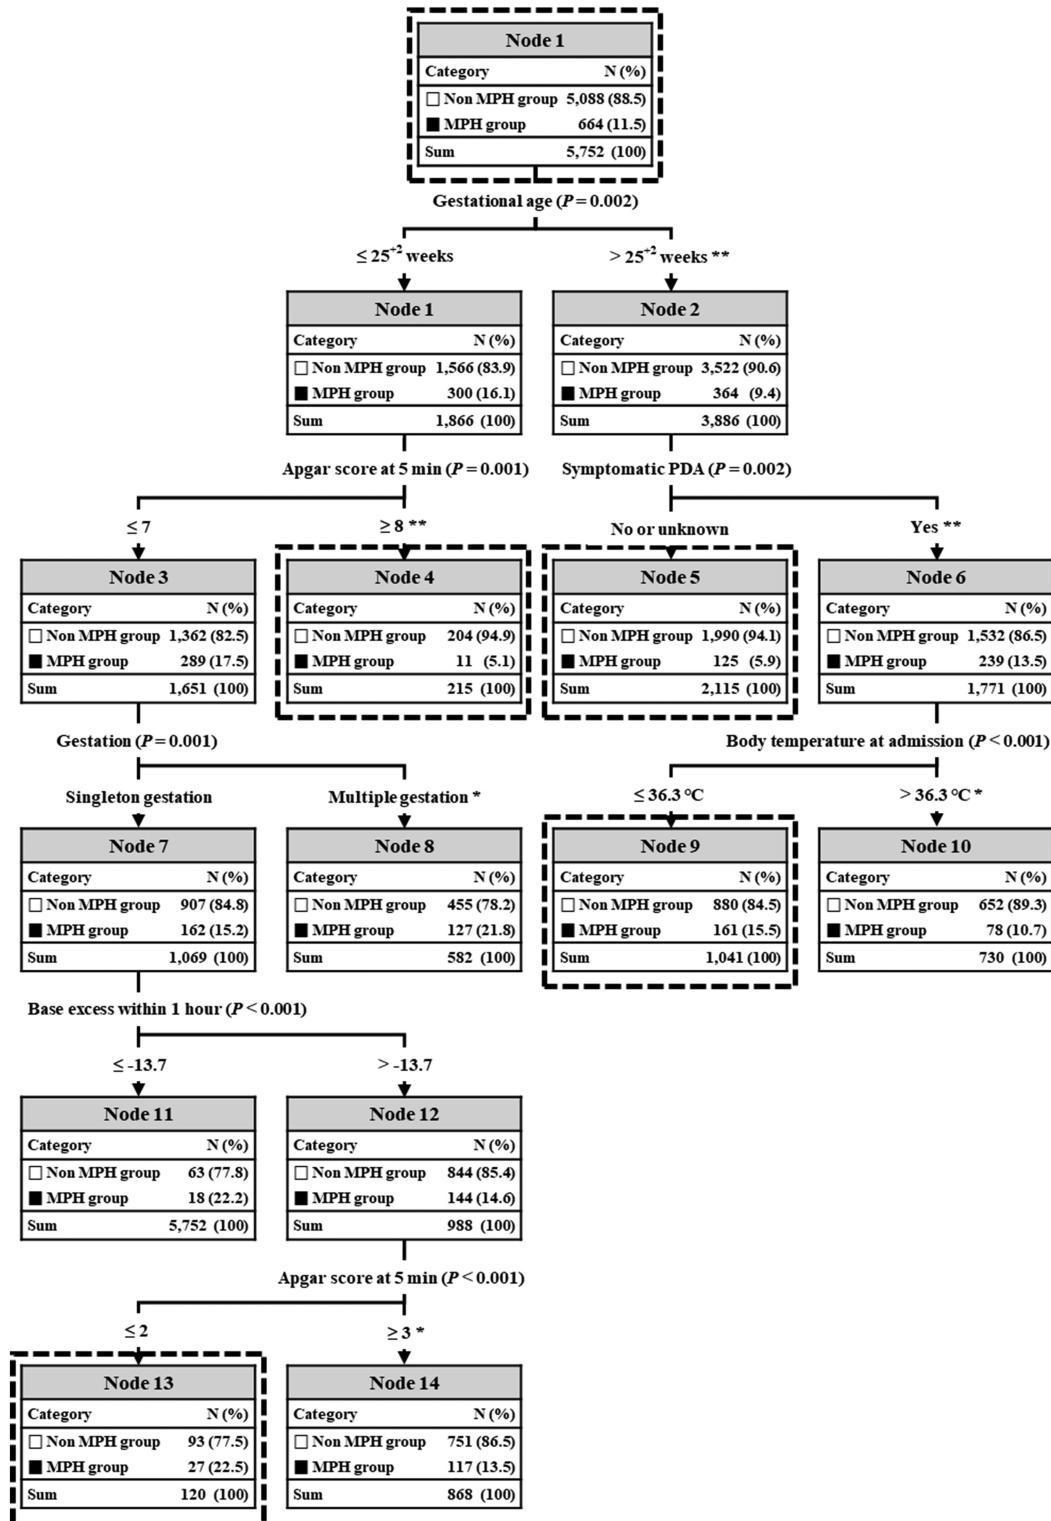 Node 1
Category N (%)
□ Non MPH group 5,088 (88.5)
■ MPH group 664 (11.5)
Sum 5,752 (100)
Gestational age (P = 0.002)
≤ 25+2 weeks
> 25+2 weeks **
Node 1
Category N (%)
□ Non MPH group 1,566 (83.9)
■ MPH group 300 (16.1)
Sum 1,866 (100)
Node 2
Category N (%)
□ Non MPH group 3,522 (90.6)
■ MPH group 364 (9.4)
Sum 3,886 (100)
Apgar score at 5 min (P = 0.001)
Symptomatic PDA (P = 0.002)
≤ 7
≥ 8 **
No or unknown
Yes **
Node 3
Category N (%)
□ Non MPH group 1,362 (82.5)
■ MPH group 289 (17.5)
Sum 1,651 (100)
Node 4
Category N (%)
□ Non MPH group 204 (94.9)
■ MPH group 11 (5.1)
Sum 215 (100)
Node 5
Category N (%)
□ Non MPH group 1,990 (94.1)
■ MPH group 125 (5.9)
Sum 2,115 (100)
Node 6
Category N (%)
□ Non MPH group 1,532 (86.5)
■ MPH group 239 (13.5)
Sum 1,771 (100)
Gestation (P = 0.001)
Body temperature at admission (P < 0.001)
Singleton gestation
Multiple gestation *
≤ 36.3 °C
> 36.3 °C *
Node 7
Category N (%)
□ Non MPH group 907 (84.8)
■ MPH group 162 (15.2)
Sum 1,069 (100)
Node 8
Category N (%)
□ Non MPH group 455 (78.2)
■ MPH group 127 (21.8)
Sum 582 (100)
Node 9
Category N (%)
□ Non MPH group 880 (84.5)
■ MPH group 161 (15.5)
Sum 1,041 (100)
Node 10
Category N (%)
□ Non MPH group 652 (89.3)
■ MPH group 78 (10.7)
Sum 730 (100)
Base excess within 1 hour (P < 0.001)
≤ -13.7
> -13.7
Node 11
Category N (%)
□ Non MPH group 63 (77.8)
■ MPH group 18 (22.2)
Sum 5,752 (100)
Node 12
Category N (%)
□ Non MPH group 844 (85.4)
■ MPH group 144 (14.6)
Sum 988 (100)
Apgar score at 5 min (P < 0.001)
≤ 2
≥ 3 *
Node 13
Category N (%)
□ Non MPH group 93 (77.5)
■ MPH group 27 (22.5)
Sum 120 (100)
Node 14
Category N (%)
□ Non MPH group 751 (86.5)
■ MPH group 117 (13.5)
Sum 868 (100)